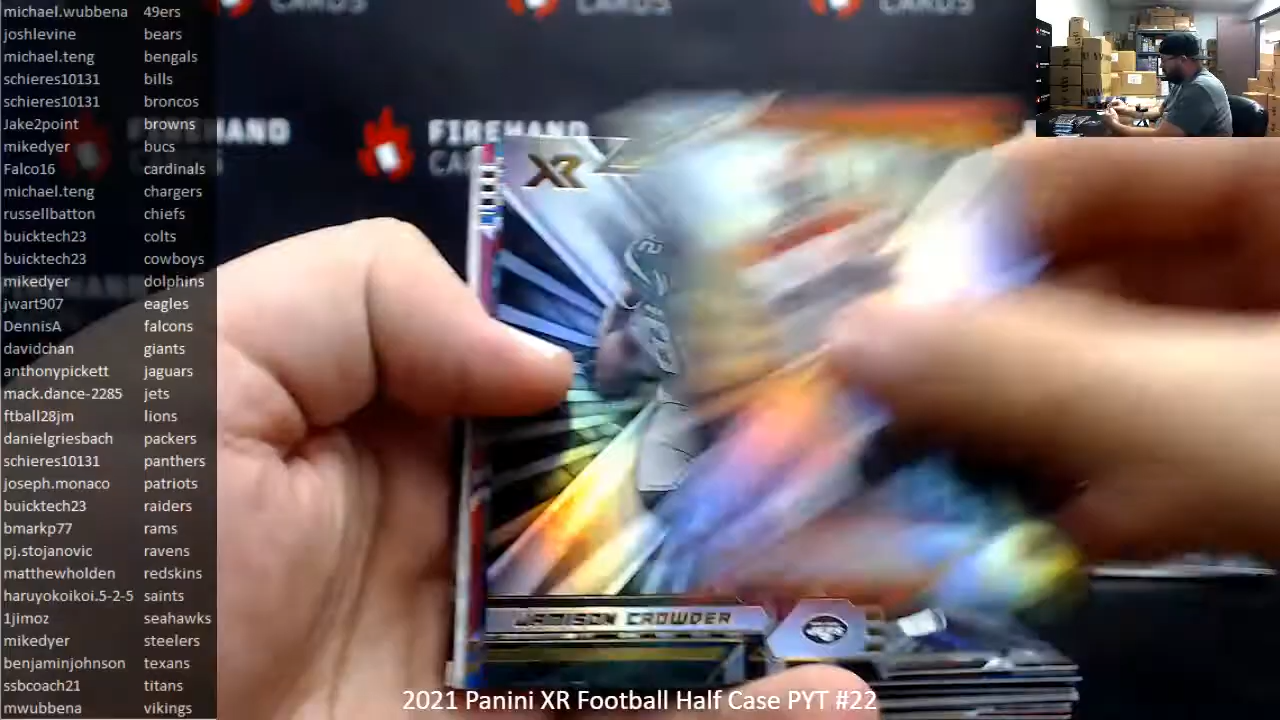 michael.wubbena 49ers
joshlevine bears
michael.teng bengals
schieres10131 bills
schieres10131 broncos
Jake2point browns
mikedyer bucs
Falco16 cardinals
michael.teng chargers
russellbatton chiefs
buicktech23 colts
buicktech23 cowboys
mikedyer dolphins
jwart907 eagles
DennisA falcons
davidchan giants
anthonypickett jaguars
mack.dance-2285 jets
ftball28jm lions
danielgriesbach packers
schieres10131 panthers
joseph.monaco patriots
buicktech23 raiders
bmarkp77 rams
pj.stojanovic ravens
matthewholden redskins
haruyokoikoi.5-2-5 saints
1jimoz seahawks
mikedyer steelers
benjaminjohnson texans
ssbcoach21 titans
mwubbena vikings
CARDS
CARDS
CARDS
FIREHAND
FIREHAND
XR
JAMISON CROWDER
2021 Panini XR Football Half Case PYT #22